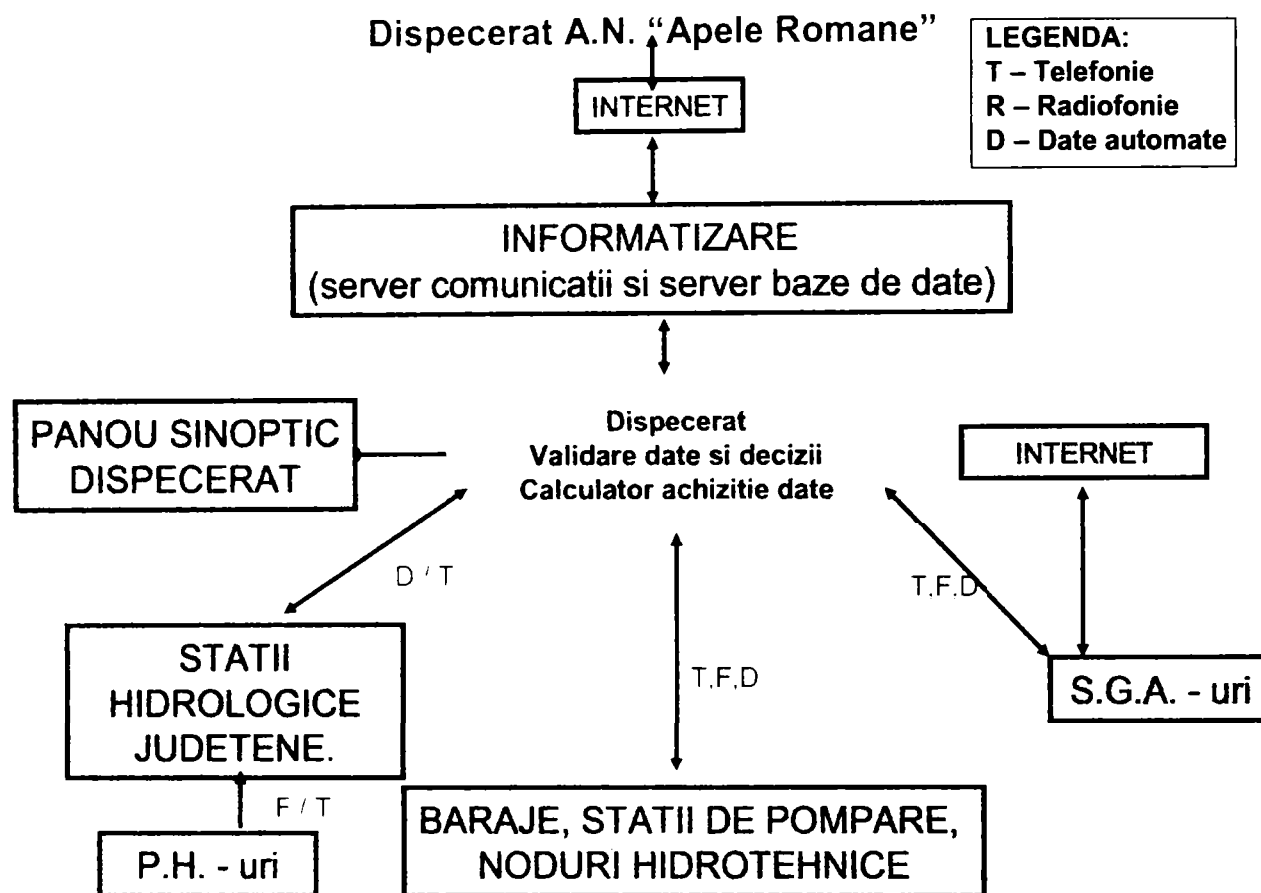 Dispecerat A.N. “Apele Romane”
LEGENDA:
T – Telefonie
R – Radiofonie
D – Date automate
INTERNET
INFORMATIZARE
(server comunicatii si server baze de date)
PANOU SINOPTIC
DISPECERAT
Dispecerat
Validare date si decizii
Calculator achizitie date
INTERNET
D / T
T,F,D
T,F,D
STATII
HIDROLOGICE
JUDETENE.
S.G.A. - uri
F / T
P.H. - uri
BARAJE, STATII DE POMPARE,
NODURI HIDROTEHNICE